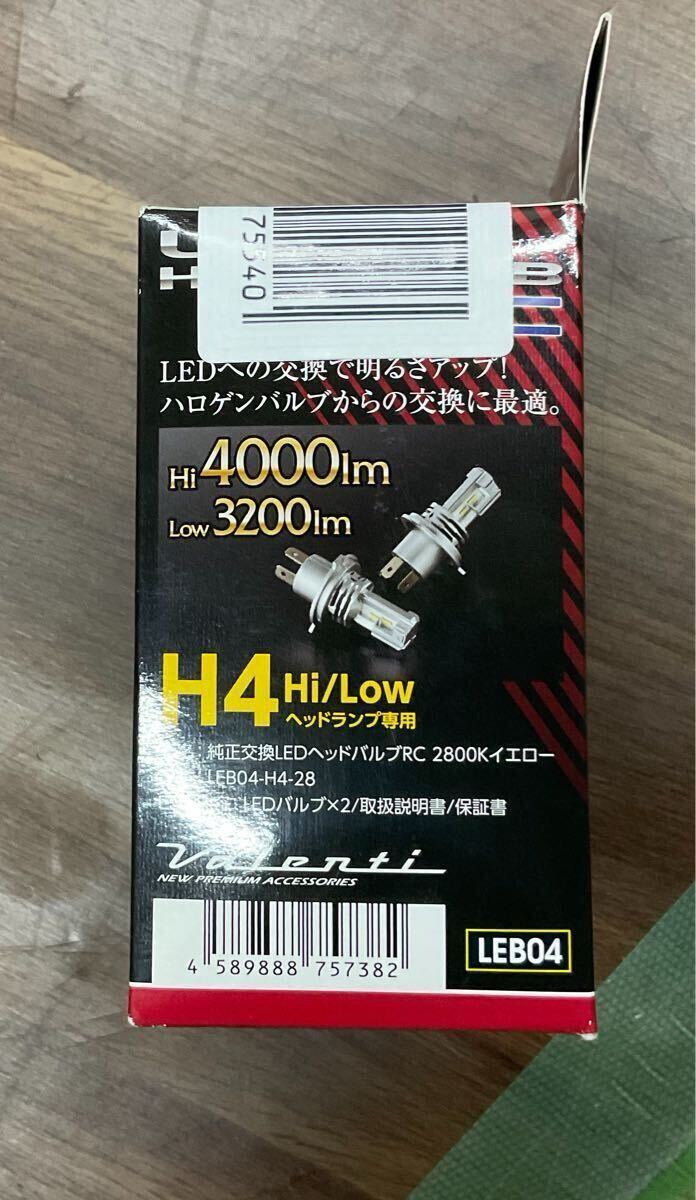 75540
LEDへの交換で明るさアップ!
ハロゲンバルブからの交換に最適。
Hi 4000lm
Low 3200lm
H4 Hi/Low
ヘッドランプ専用
純正交換LEDヘッドバルブRC 2800Kイエロー
LEB04-H4-28
LEDバルブ×2/取扱説明書/保証書
Valenti
NEW PREMIUM ACCESSORIES
4 589888 757382
LEB04